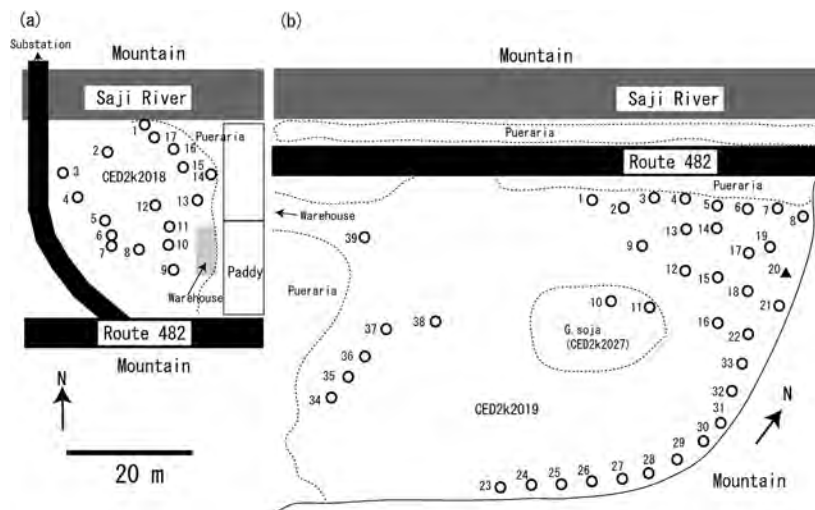 (a)
Substation
Mountain
Saji River
Pueraria
1
17
16
2
15
14
3
CED2k2018
4
13
12
5
11
6
7
8
10
9
Warehouse
Paddy
Route 482
Mountain
N
20 m
(b)
Mountain
Saji River
Pueraria
Route 482
Pueraria
Warehouse
1
2
3
4
5
6
7
8
39
9
13
14
17
19
20
12
15
Pueraria
10
11
18
21
G. soja
(CED2k2027)
38
37
16
22
36
33
35
34
32
CED2k2019
31
N
30
29
28
27
26
25
24
23
Mountain